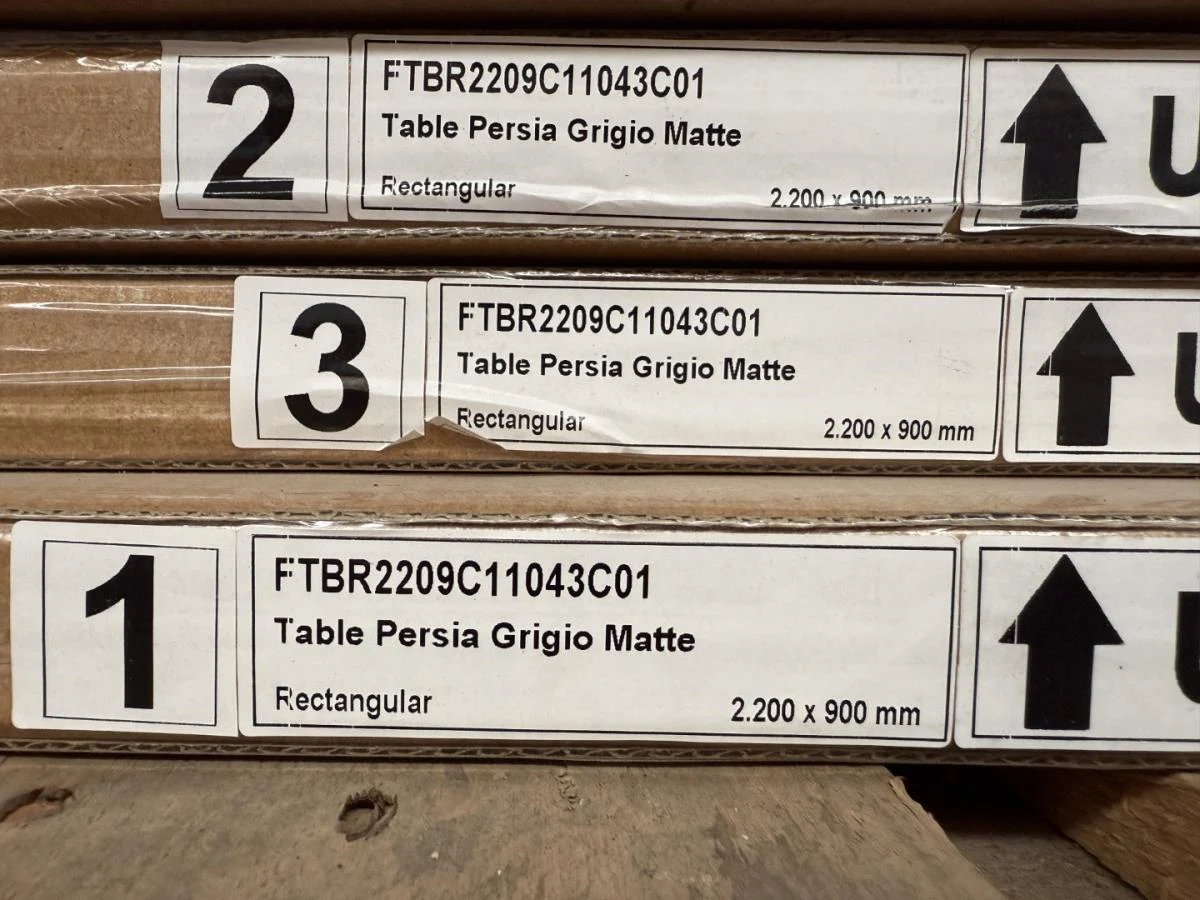 2
FTBR2209C11043C01
Table Persia Grigio Matte
Rectangular
2.200 x 900 mm
U
3
FTBR2209C11043C01
Table Persia Grigio Matte
Rectangular
2.200 x 900 mm
1
FTBR2209C11043C01
Table Persia Grigio Matte
Rectangular
2.200 x 900 mm